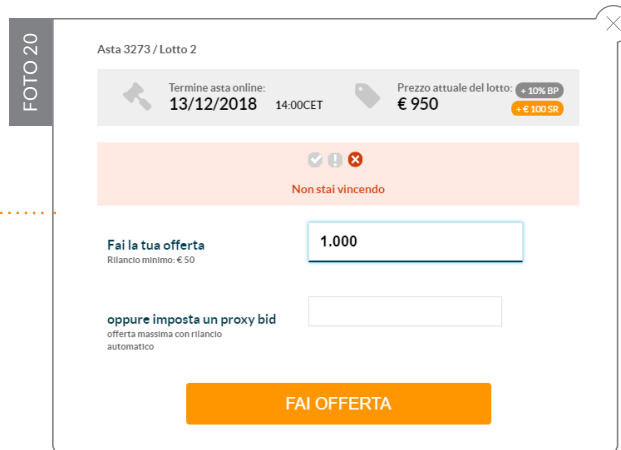 FOTO 20
Asta 3273 / Lotto 2
Termine asta online:
13/12/2018 14:00CET
Prezzo attuale del lotto: + 10% BP
€ 950
+ € 100 SR
Non stai vincendo
Fai la tua offerta
1.000
Rilancio minimo: € 50
oppure imposta un proxy bid
offerta massima con rilancio
automatico
FAI OFFERTA